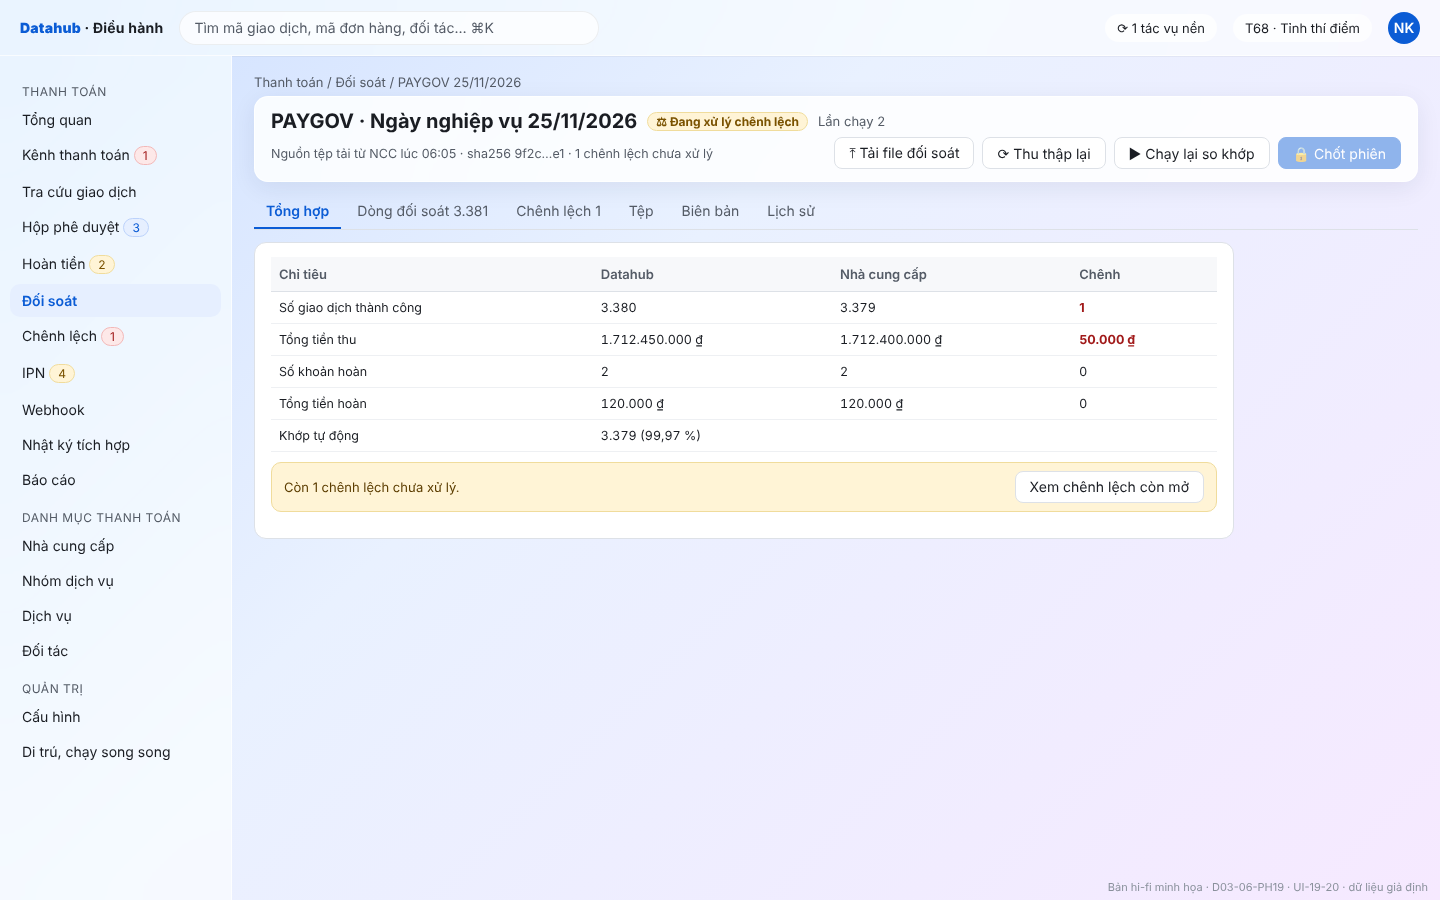 Datahub · Điều hành
Tìm mã giao dịch, mã đơn hàng, đối tác... ⌘K
⟳ 1 tác vụ nền
T68 · Tỉnh thí điểm
NK
THANH TOÁN
Tổng quan
Kênh thanh toán 1
Tra cứu giao dịch
Hộp phê duyệt 3
Hoàn tiền 2
Đối soát
Chênh lệch 1
IPN 4
Webhook
Nhật ký tích hợp
Báo cáo
DANH MỤC THANH TOÁN
Nhà cung cấp
Nhóm dịch vụ
Dịch vụ
Đối tác
QUẢN TRỊ
Cấu hình
Di trú, chạy song song
Thanh toán / Đối soát / PAYGOV 25/11/2026
PAYGOV · Ngày nghiệp vụ 25/11/2026 ⚖ Đang xử lý chênh lệch Lần chạy 2
Nguồn tệp tải từ NCC lúc 06:05 · sha256 9f2c...e1 · 1 chênh lệch chưa xử lý
⤒ Tải file đối soát
⟳ Thu thập lại
▶ Chạy lại so khớp
🔒 Chốt phiên
Tổng hợp Dòng đối soát 3.381 Chênh lệch 1 Tệp Biên bản Lịch sử
Chỉ tiêu Datahub Nhà cung cấp Chênh
Số giao dịch thành công 3.380 3.379 1
Tổng tiền thu 1.712.450.000 ₫ 1.712.400.000 ₫ 50.000 ₫
Số khoản hoàn 2 2 0
Tổng tiền hoàn 120.000 ₫ 120.000 ₫ 0
Khớp tự động 3.379 (99,97 %)
Còn 1 chênh lệch chưa xử lý.
Xem chênh lệch còn mở
Bản hi-fi minh họa · D03-06-PH19 · UI-19-20 · dữ liệu giả định